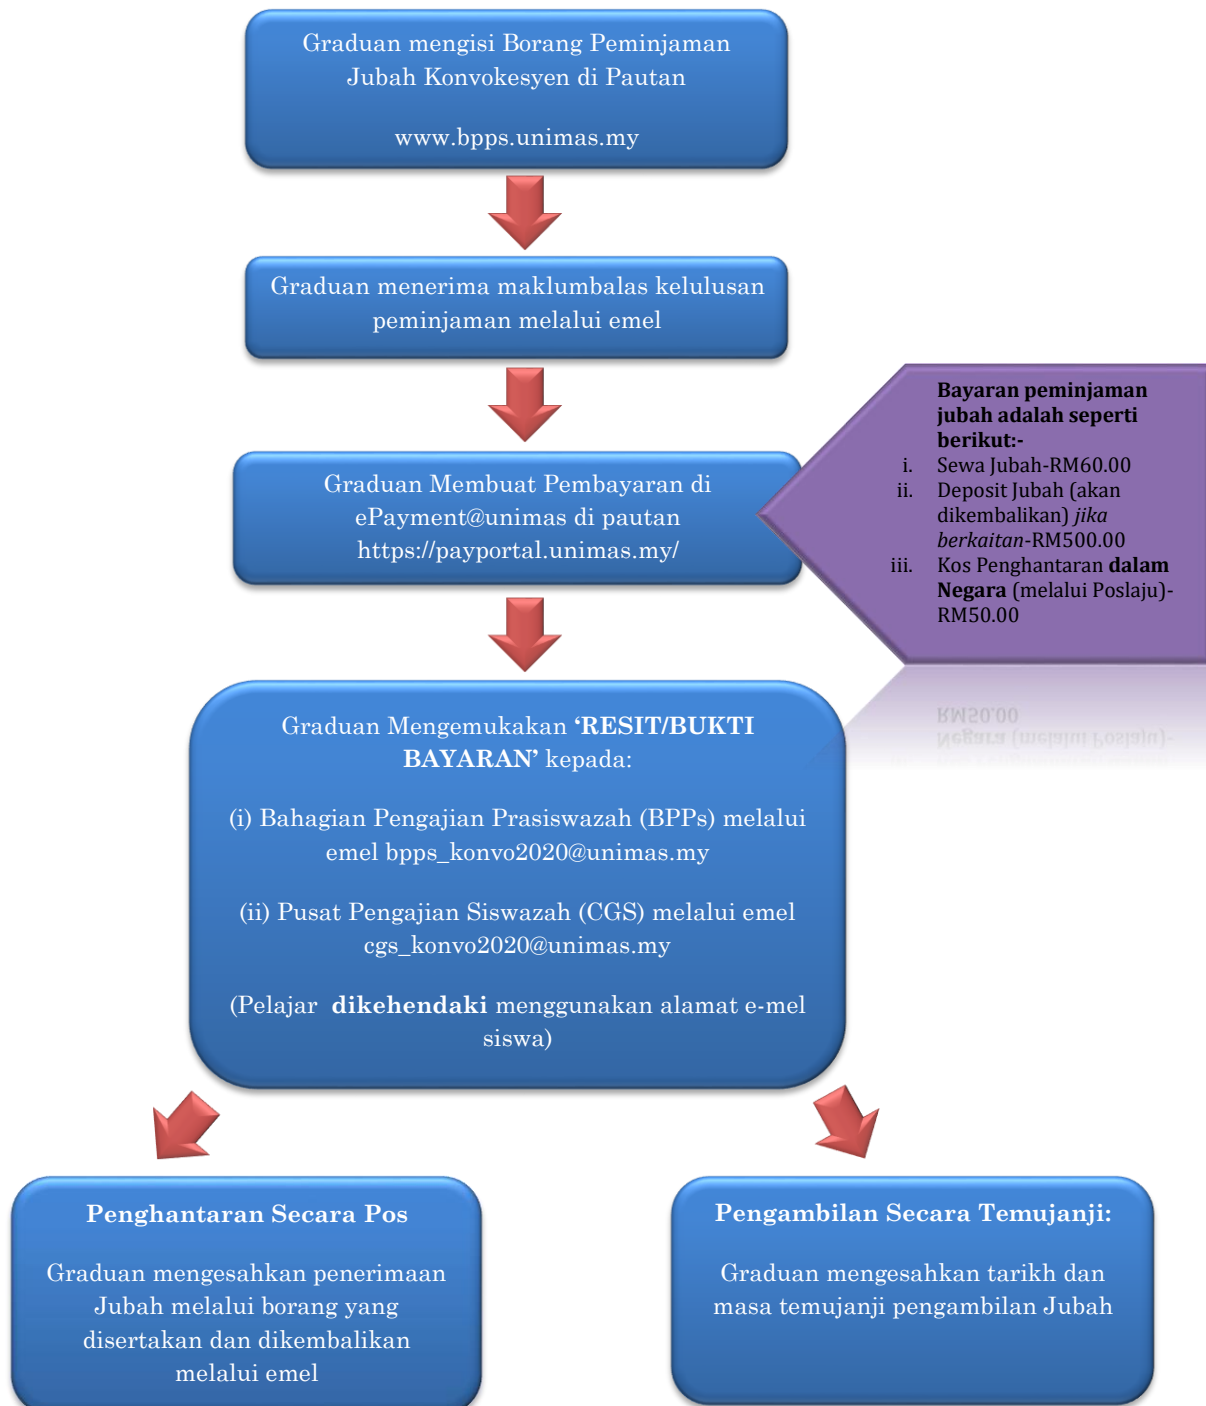 Graduan mengisi Borang Peminjaman
Jubah Konvokesyen di Pautan
www.bpps.unimas.my
Graduan menerima maklumbalas kelulusan
peminjaman melalui emel
Graduan Membuat Pembayaran di
ePayment@unimas di pautan
https://payportal.unimas.my/
Bayaran peminjaman
jubah adalah seperti
berikut:-
i. Sewa Jubah-RM60.00
ii. Deposit Jubah (akan
dikembalikan) jika
berkaitan-RM500.00
iii. Kos Penghantaran dalam
Negara (melalui Poslaju)-
RM50.00
Graduan Mengemukakan ‘RESIT/BUKTI
BAYARAN’ kepada:
(i) Bahagian Pengajian Prasiswazah (BPPs) melalui
emel bpps_konvo2020@unimas.my
(ii) Pusat Pengajian Siswazah (CGS) melalui emel
cgs_konvo2020@unimas.my
(Pelajar dikehendaki menggunakan alamat e-mel
siswa)
Penghantaran Secara Pos
Graduan mengesahkan penerimaan
Jubah melalui borang yang
disertakan dan dikembalikan
melalui emel
Pengambilan Secara Temujanji:
Graduan mengesahkan tarikh dan
masa temujanji pengambilan Jubah